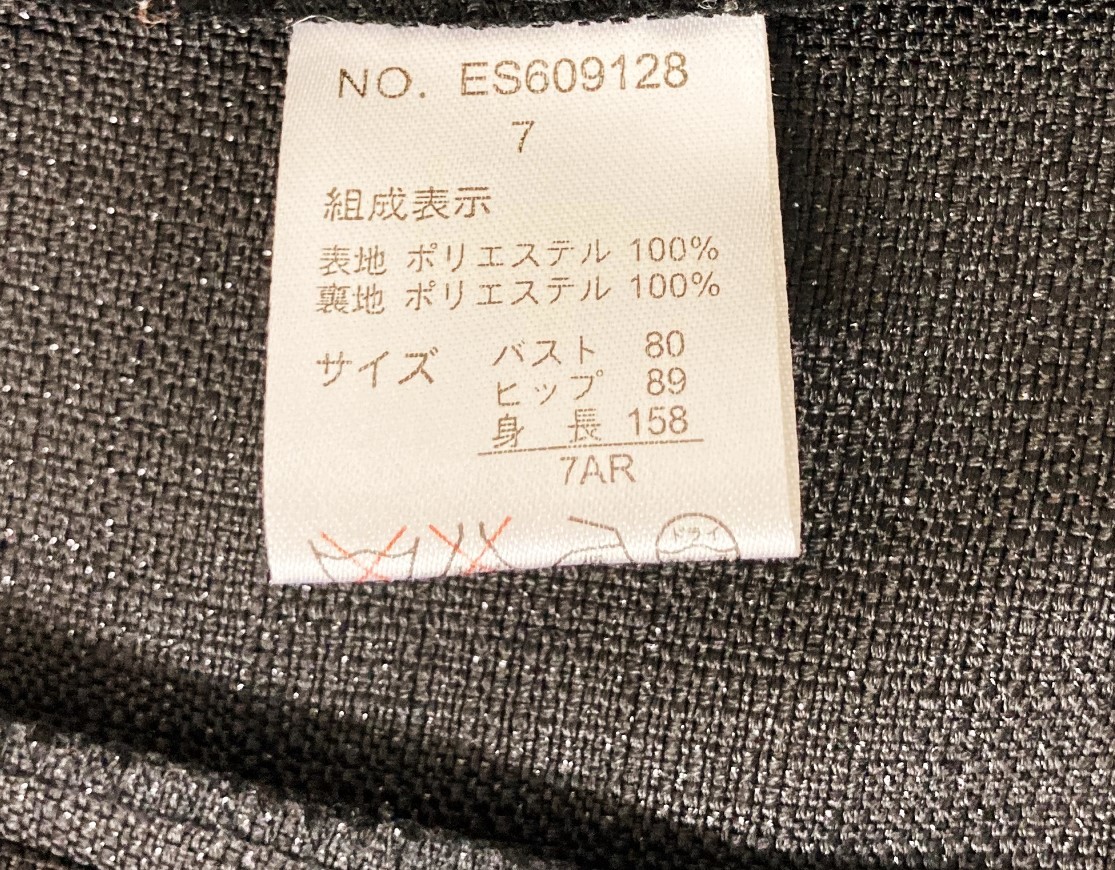 NO. ES609128
7
組成表示
表地 ポリエステル 100%
裏地 ポリエステル 100%
サイズ バスト 80
ヒップ 89
身長 158
7AR
ドライ